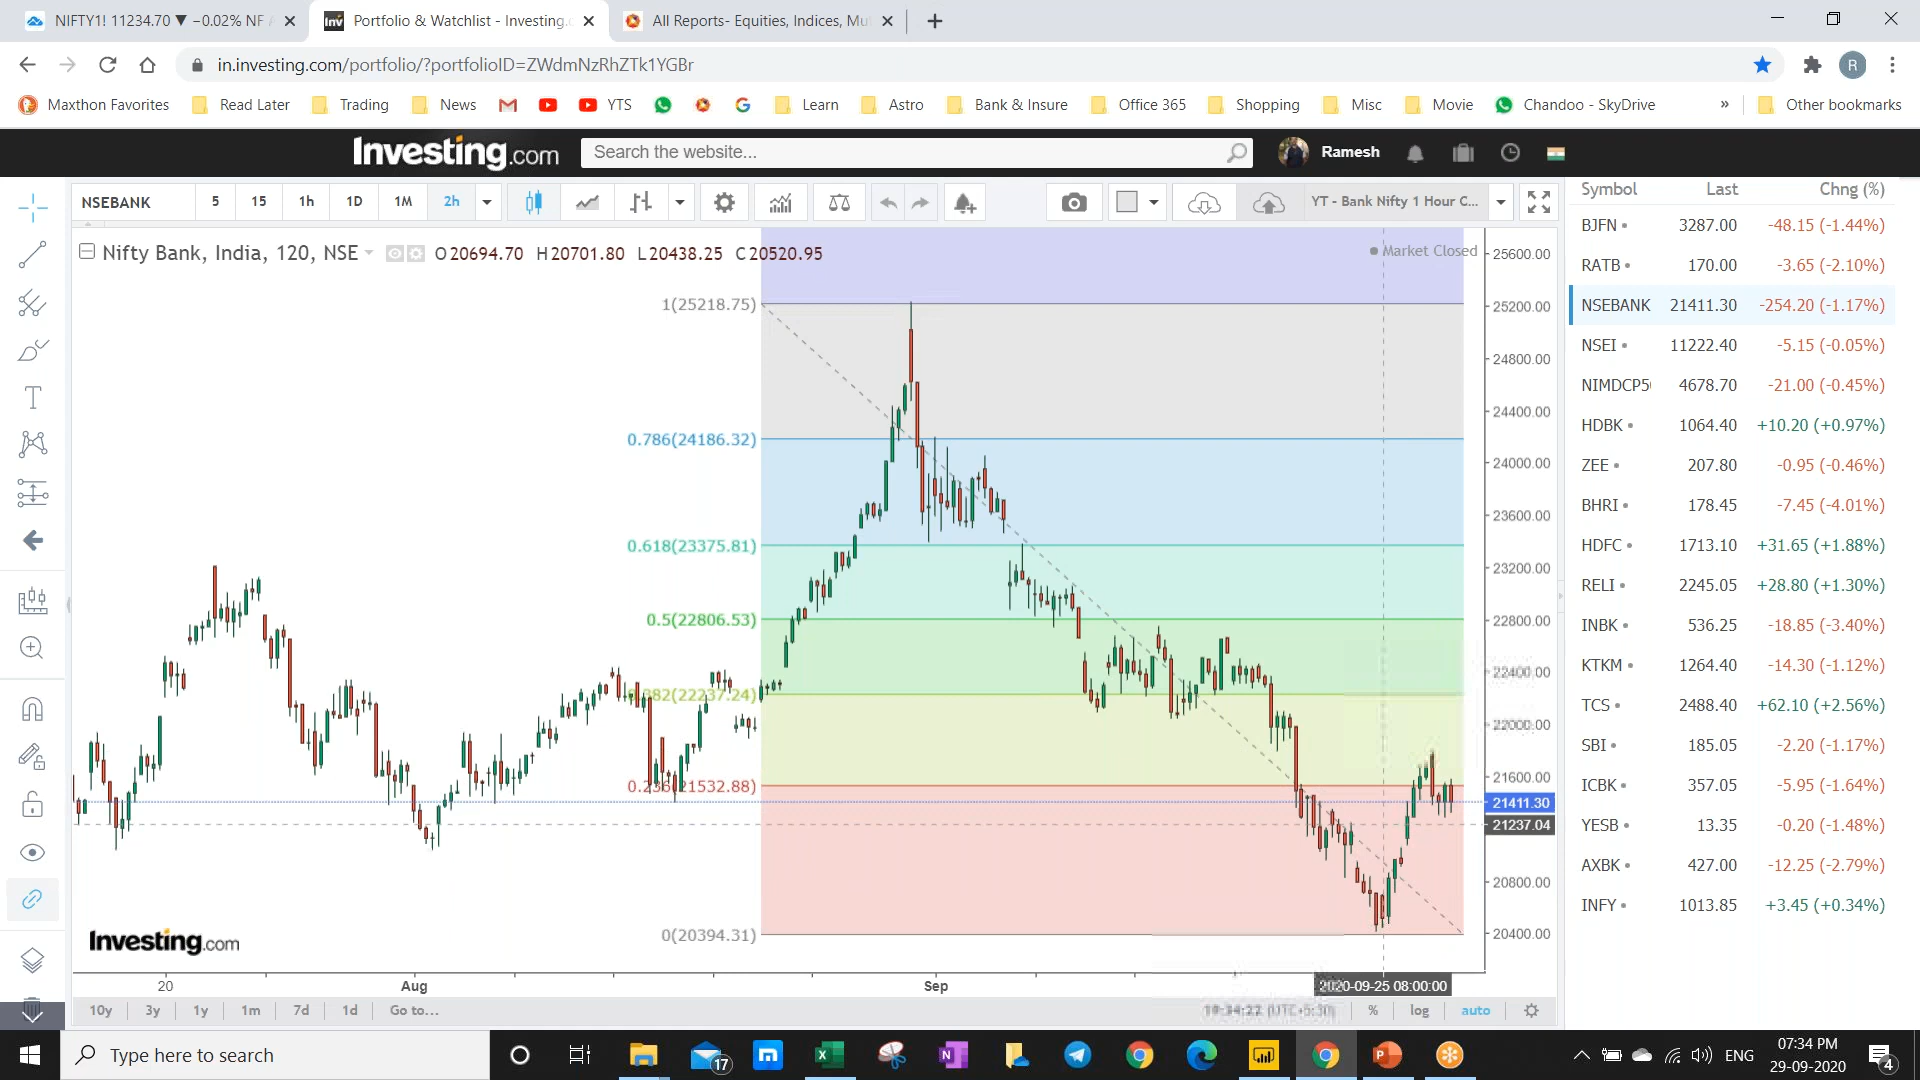 NIFTY1! 11234.70 ▼ −0.02% NF
Portfolio & Watchlist - Investing.c
All Reports- Equities, Indices, Mu
in.investing.com/portfolio/?portfolioID=ZWdmNzRhZTk1YGBr
R
Maxthon Favorites Read Later Trading News YTS Learn Astro Bank & Insure Office 365 Shopping Misc Movie Chandoo - SkyDrive » Other bookmarks
Investing.com Search the website... Ramesh
NSEBANK 5 15 1h 1D 1M 2h YT - Bank Nifty 1 Hour C...
Nifty Bank, India, 120, NSE O20694.70 H20701.80 L20438.25 C20520.95
Market Closed
1(25218.75)
0.786(24186.32)
0.618(23375.81)
0.5(22806.53)
0.382(22237.24)
0.236(21532.88)
0(20394.31)
25600.00
25200.00
24800.00
24400.00
24000.00
23600.00
23200.00
22800.00
22400.00
22000.00
21600.00
21411.30
21237.04
20800.00
20400.00
Investing.com
20 Aug Sep 2020-09-25 08:00:00
10y 3y 1y 1m 7d 1d Go to... (UTC+5:30) % log auto
Symbol Last Chng (%)
BJFN 3287.00 -48.15 (-1.44%)
RATB 170.00 -3.65 (-2.10%)
NSEBANK 21411.30 -254.20 (-1.17%)
NSEI 11222.40 -5.15 (-0.05%)
NIMDCP5 4678.70 -21.00 (-0.45%)
HDBK 1064.40 +10.20 (+0.97%)
ZEE 207.80 -0.95 (-0.46%)
BHRI 178.45 -7.45 (-4.01%)
HDFC 1713.10 +31.65 (+1.88%)
RELI 2245.05 +28.80 (+1.30%)
INBK 536.25 -18.85 (-3.40%)
KTKM 1264.40 -14.30 (-1.12%)
TCS 2488.40 +62.10 (+2.56%)
SBI 185.05 -2.20 (-1.17%)
ICBK 357.05 -5.95 (-1.64%)
YESB 13.35 -0.20 (-1.48%)
AXBK 427.00 -12.25 (-2.79%)
INFY 1013.85 +3.45 (+0.34%)
Type here to search 17 ENG 07:34 PM
29-09-2020 4